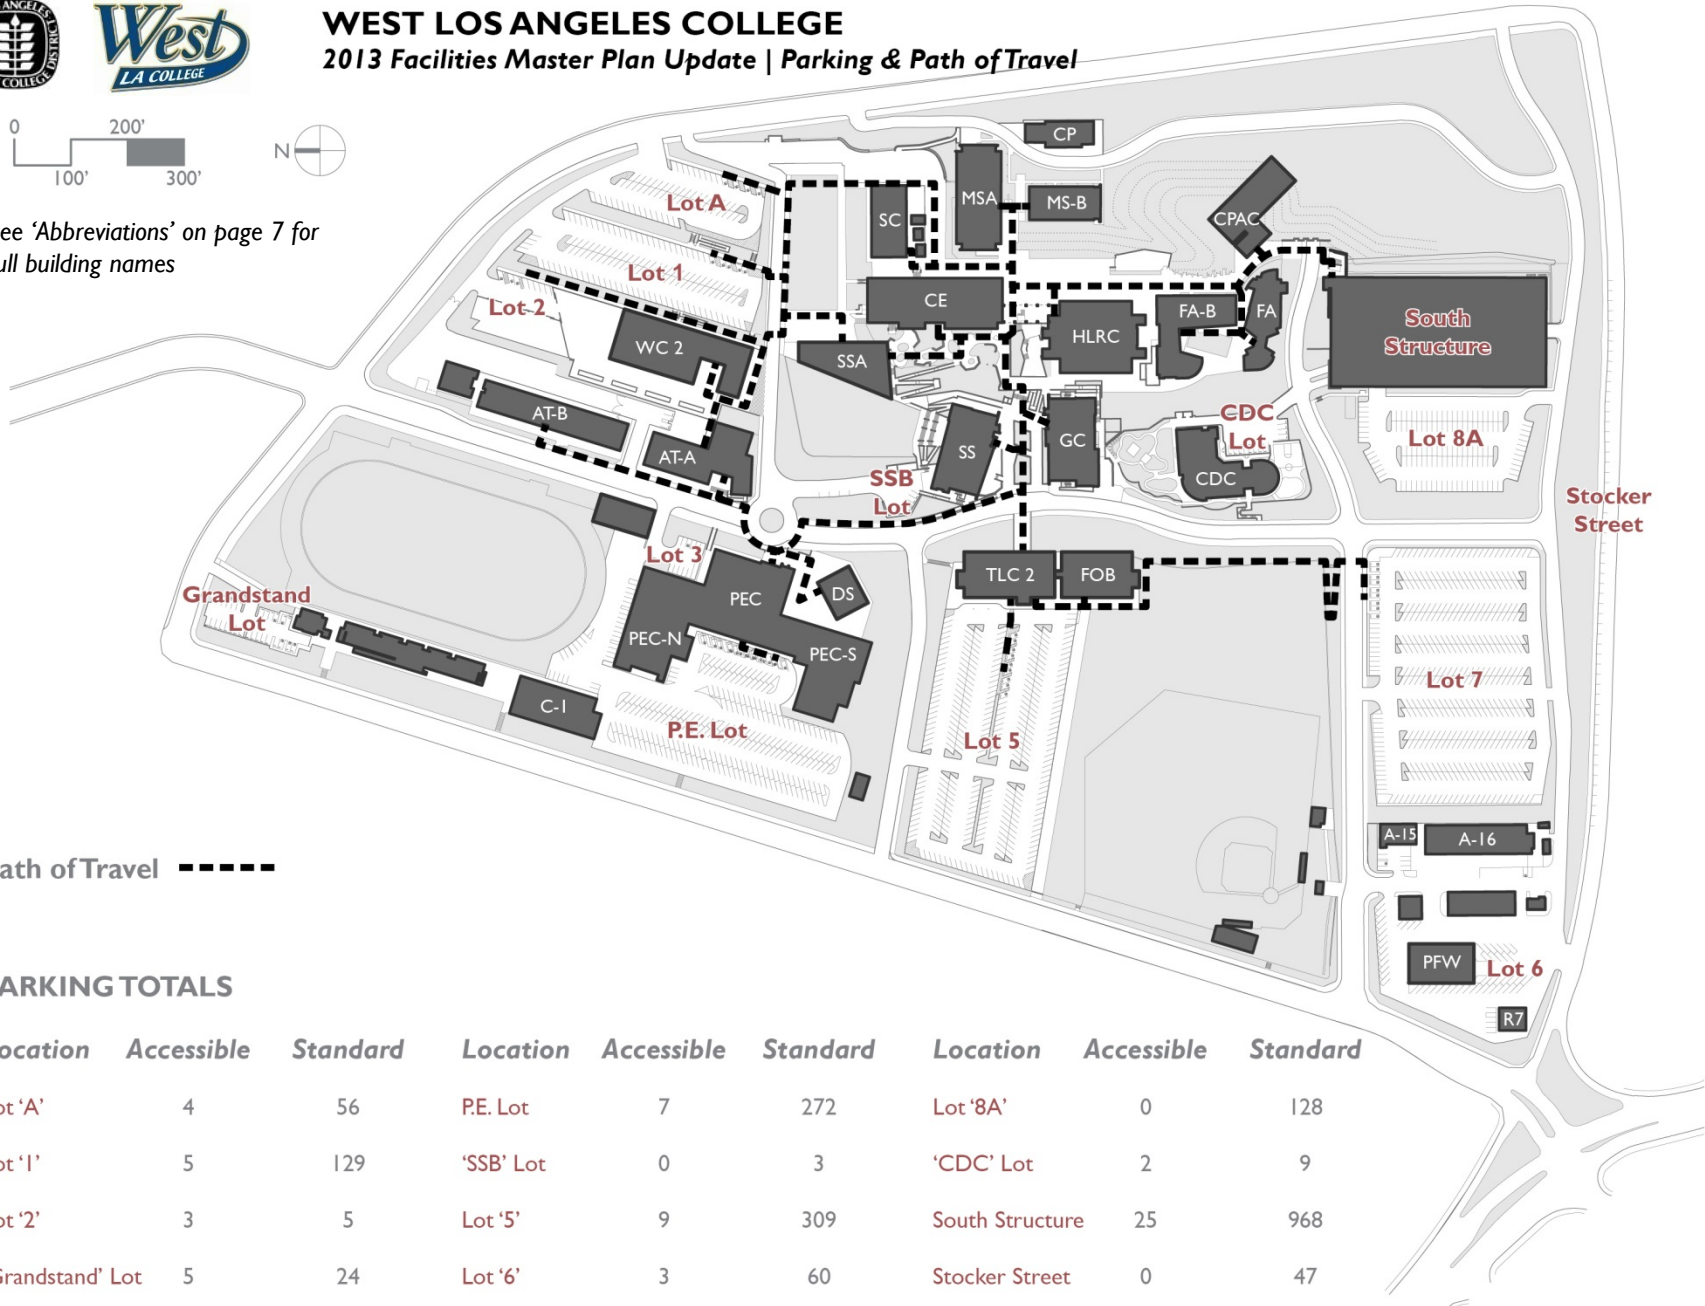 ANGELES
COLLEGE DISTRICT
West
LA COLLEGE
WEST LOS ANGELES COLLEGE
2013 Facilities Master Plan Update | Parking & Path of Travel
0 200'
100' 300'
N
ee ‘Abbreviations’ on page 7 for
ull building names
CP
Lot A
SC
MSA
MS-B
CPAC
Lot 1
Lot 2
CE
HLRC
FA-B
FA
South
Structure
WC 2
SSA
AT-B
AT-A
SS
GC
CDC
Lot
CDC
Lot 8A
SSB
Lot
Stocker
Street
Lot 3
Grandstand
Lot
PEC
DS
TLC 2
FOB
PEC-N
PEC-S
C-1
P.E. Lot
Lot 5
Lot 7
A-15
A-16
PFW
Lot 6
R7
ath of Travel
ARKING TOTALS
ocation Accessible Standard Location Accessible Standard Location Accessible Standard
ot ‘A’ 4 56 P.E. Lot 7 272 Lot ‘8A’ 0 128
ot ‘1’ 5 129 ‘SSB’ Lot 0 3 ‘CDC’ Lot 2 9
ot ‘2’ 3 5 Lot ‘5’ 9 309 South Structure 25 968
Grandstand’ Lot 5 24 Lot ‘6’ 3 60 Stocker Street 0 47